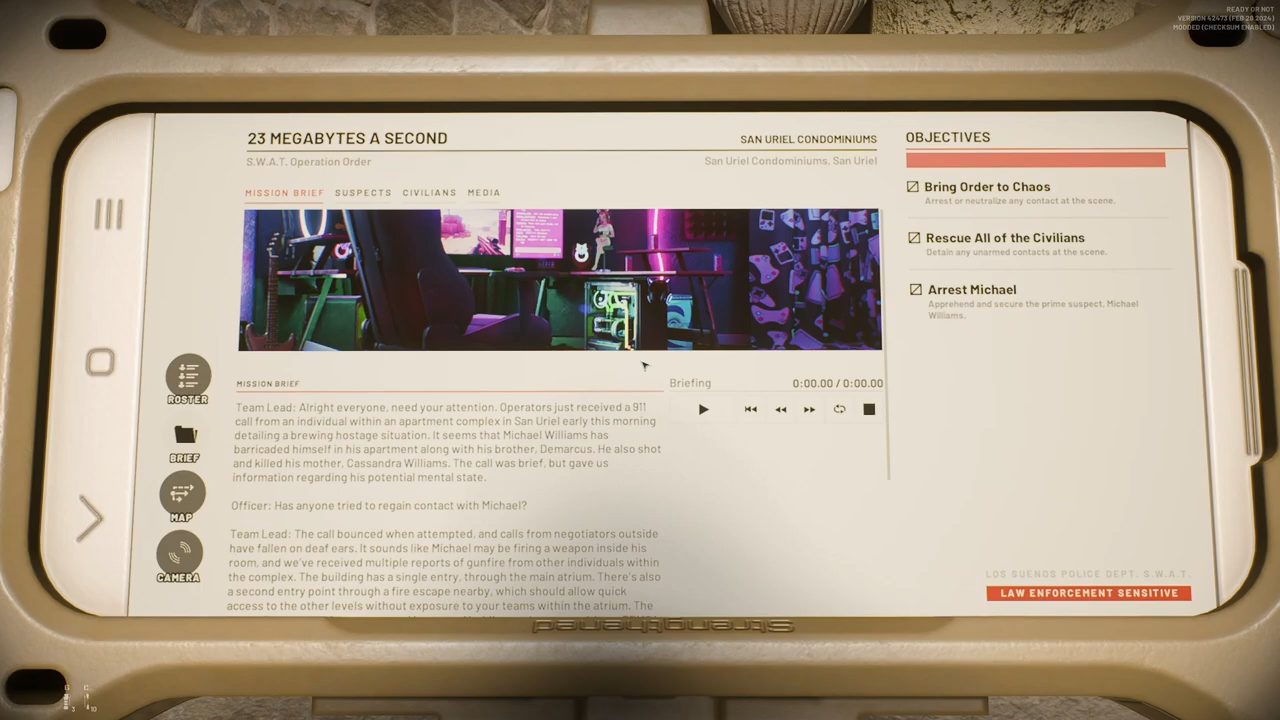 READY OR NOT
VERSION 42473 (FEB 29 2024)
MODDED (CHECKSUM ENABLED)
23 MEGABYTES A SECOND
SAN URIEL CONDOMINIUMS
S.W.A.T. Operation Order
San Uriel Condominiums, San Uriel
MISSION BRIEF SUSPECTS CIVILIANS MEDIA
MISSION BRIEF
Team Lead: Alright everyone, need your attention. Operators just received a 911
call from an individual within an apartment complex in San Uriel early this morning
detailing a brewing hostage situation. It seems that Michael Williams has
barricaded himself in his apartment along with his brother, Demarcus. He also shot
and killed his mother, Cassandra Williams. The call was brief, but gave us
information regarding his potential mental state.
Officer: Has anyone tried to regain contact with Michael?
Team Lead: The call bounced when attempted, and calls from negotiators outside
have fallen on deaf ears. It sounds like Michael may be firing a weapon inside his
room, and we've received multiple reports of gunfire from other individuals within
the complex. The building has a single entry, through the main atrium. There's also
a second entry point through a fire escape nearby, which should allow quick
access to the other levels without exposure to your teams within the atrium. The
Briefing 0:00.00 / 0:00.00
OBJECTIVES
Bring Order to Chaos
Arrest or neutralize any contact at the scene.
Rescue All of the Civilians
Detain any unarmed contacts at the scene.
Arrest Michael
Apprehend and secure the prime suspect, Michael
Williams.
ROSTER
BRIEF
MAP
CAMERA
LOS SUENOS POLICE DEPT. S.W.A.T.
LAW ENFORCEMENT SENSITIVE